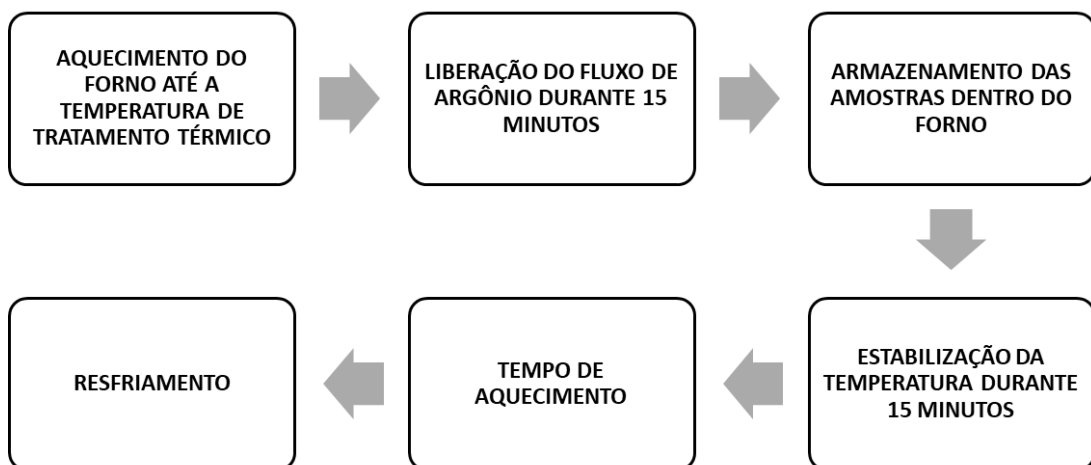 AQUECIMENTO DO
FORNO ATÉ A
TEMPERATURA DE
TRATAMENTO TÉRMICO
LIBERAÇÃO DO FLUXO DE
ARGÔNIO DURANTE 15
MINUTOS
ARMAZENAMENTO DAS
AMOSTRAS DENTRO DO
FORNO
ESTABILIZAÇÃO DA
TEMPERATURA DURANTE
15 MINUTOS
TEMPO DE
AQUECIMENTO
RESFRIAMENTO